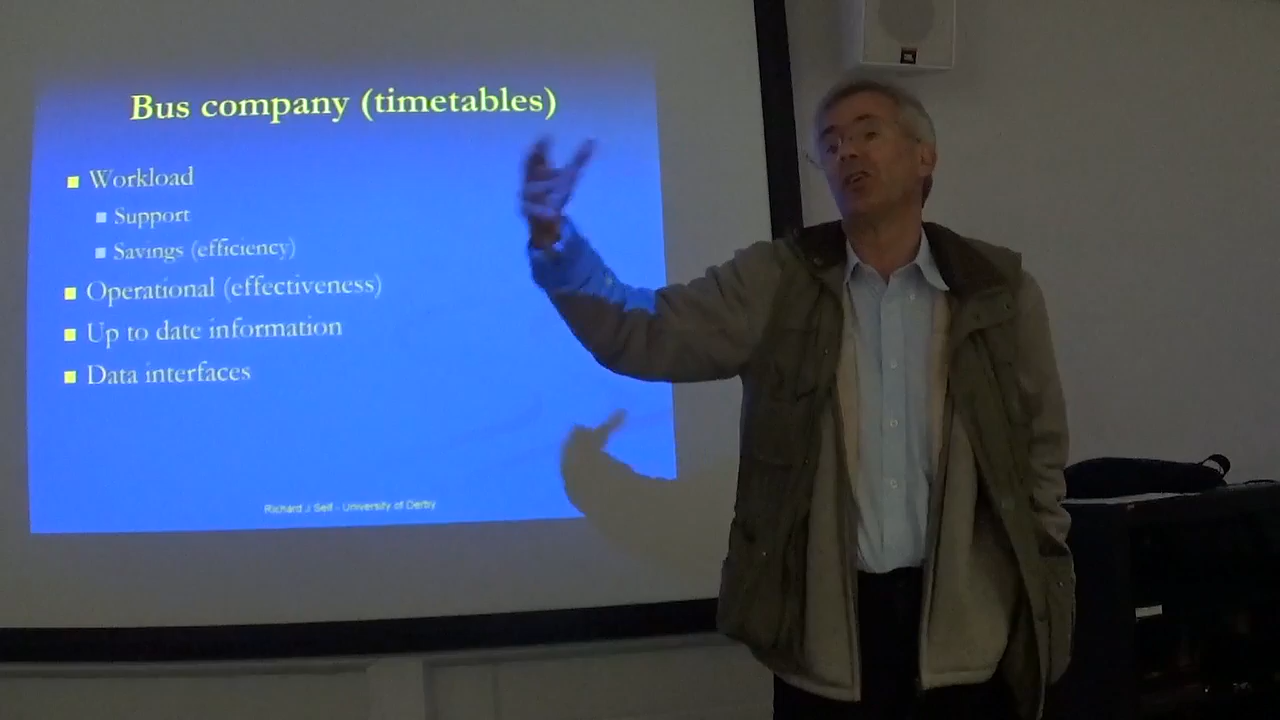 Bus company (timetables)
Workload
Support
Savings (efficiency)
Operational (effectiveness)
Up to date information
Data interfaces
Richard J Self - University of Derby
JBL